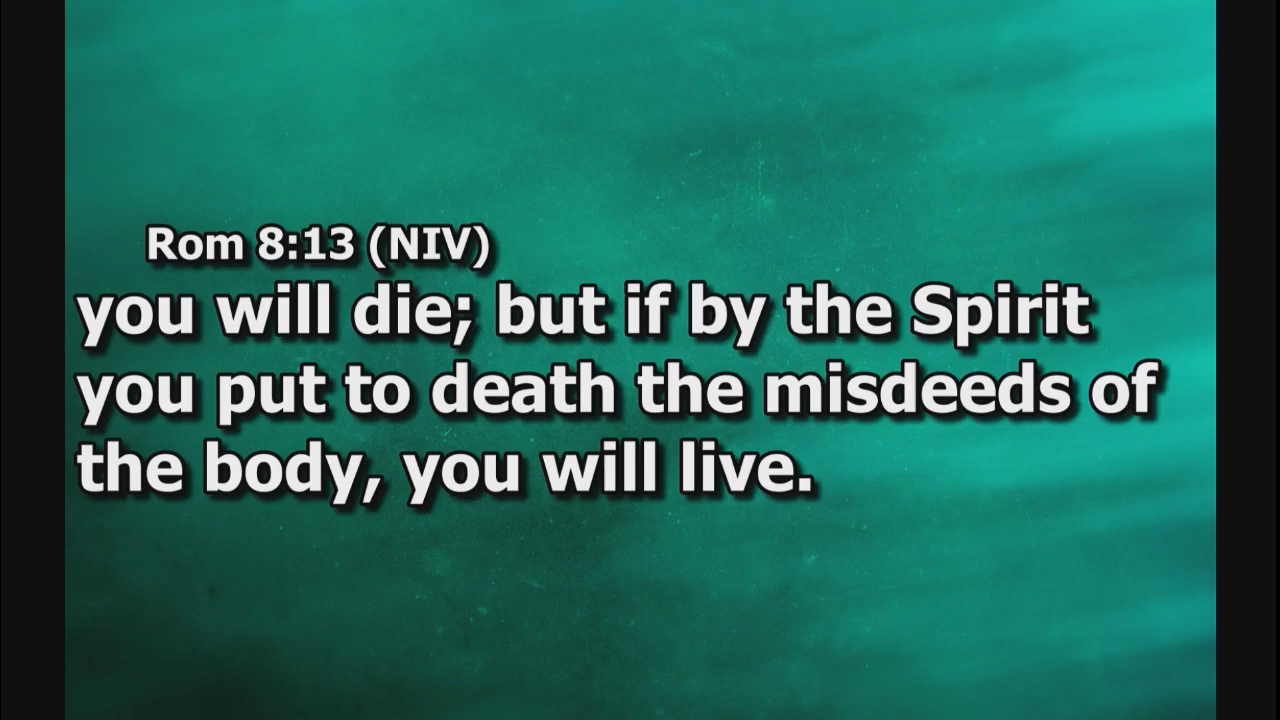 Rom 8:13 (NIV)
you will die; but if by the Spirit
you put to death the misdeeds of
the body, you will live.